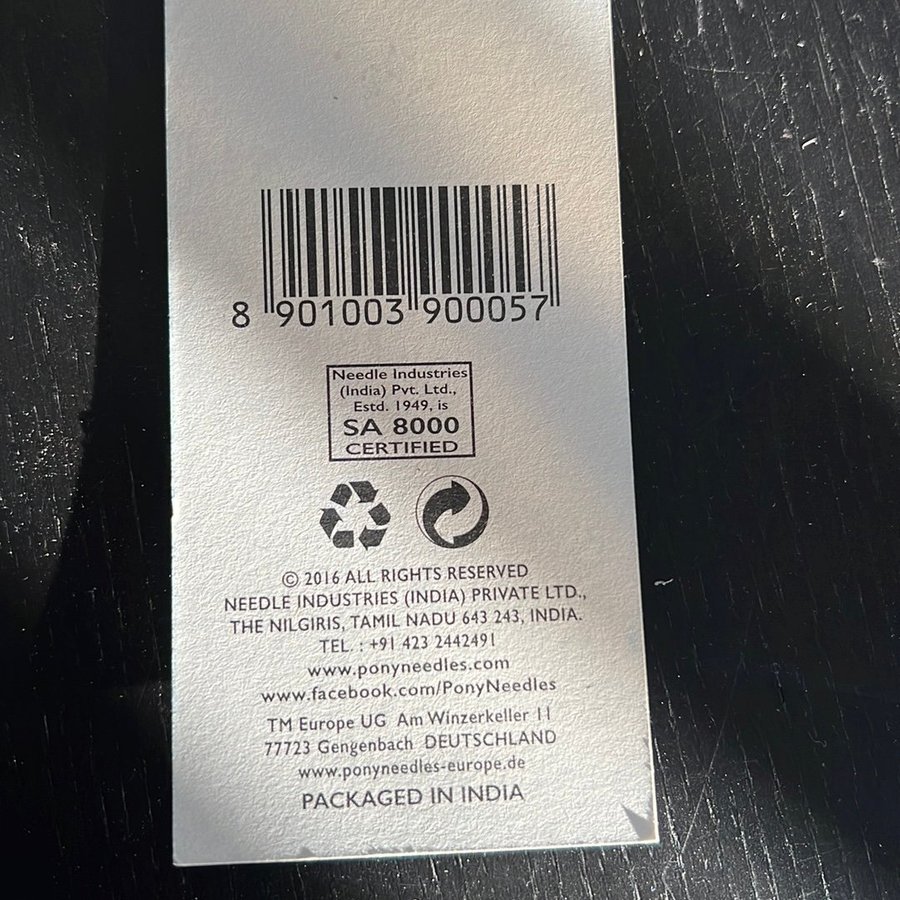 8 901003 900057
Needle Industries
(India) Pvt. Ltd.,
Estd. 1949, is
SA 8000
CERTIFIED
© 2016 ALL RIGHTS RESERVED
NEEDLE INDUSTRIES (INDIA) PRIVATE LTD.,
THE NILGIRIS, TAMIL NADU 643 243, INDIA.
TEL. : +91 423 2442491
www.ponyneedles.com
www.facebook.com/PonyNeedles
TM Europe UG Am Winzerkeller 11
77723 Gengenbach DEUTSCHLAND
www.ponyneedles-europe.de
PACKAGED IN INDIA